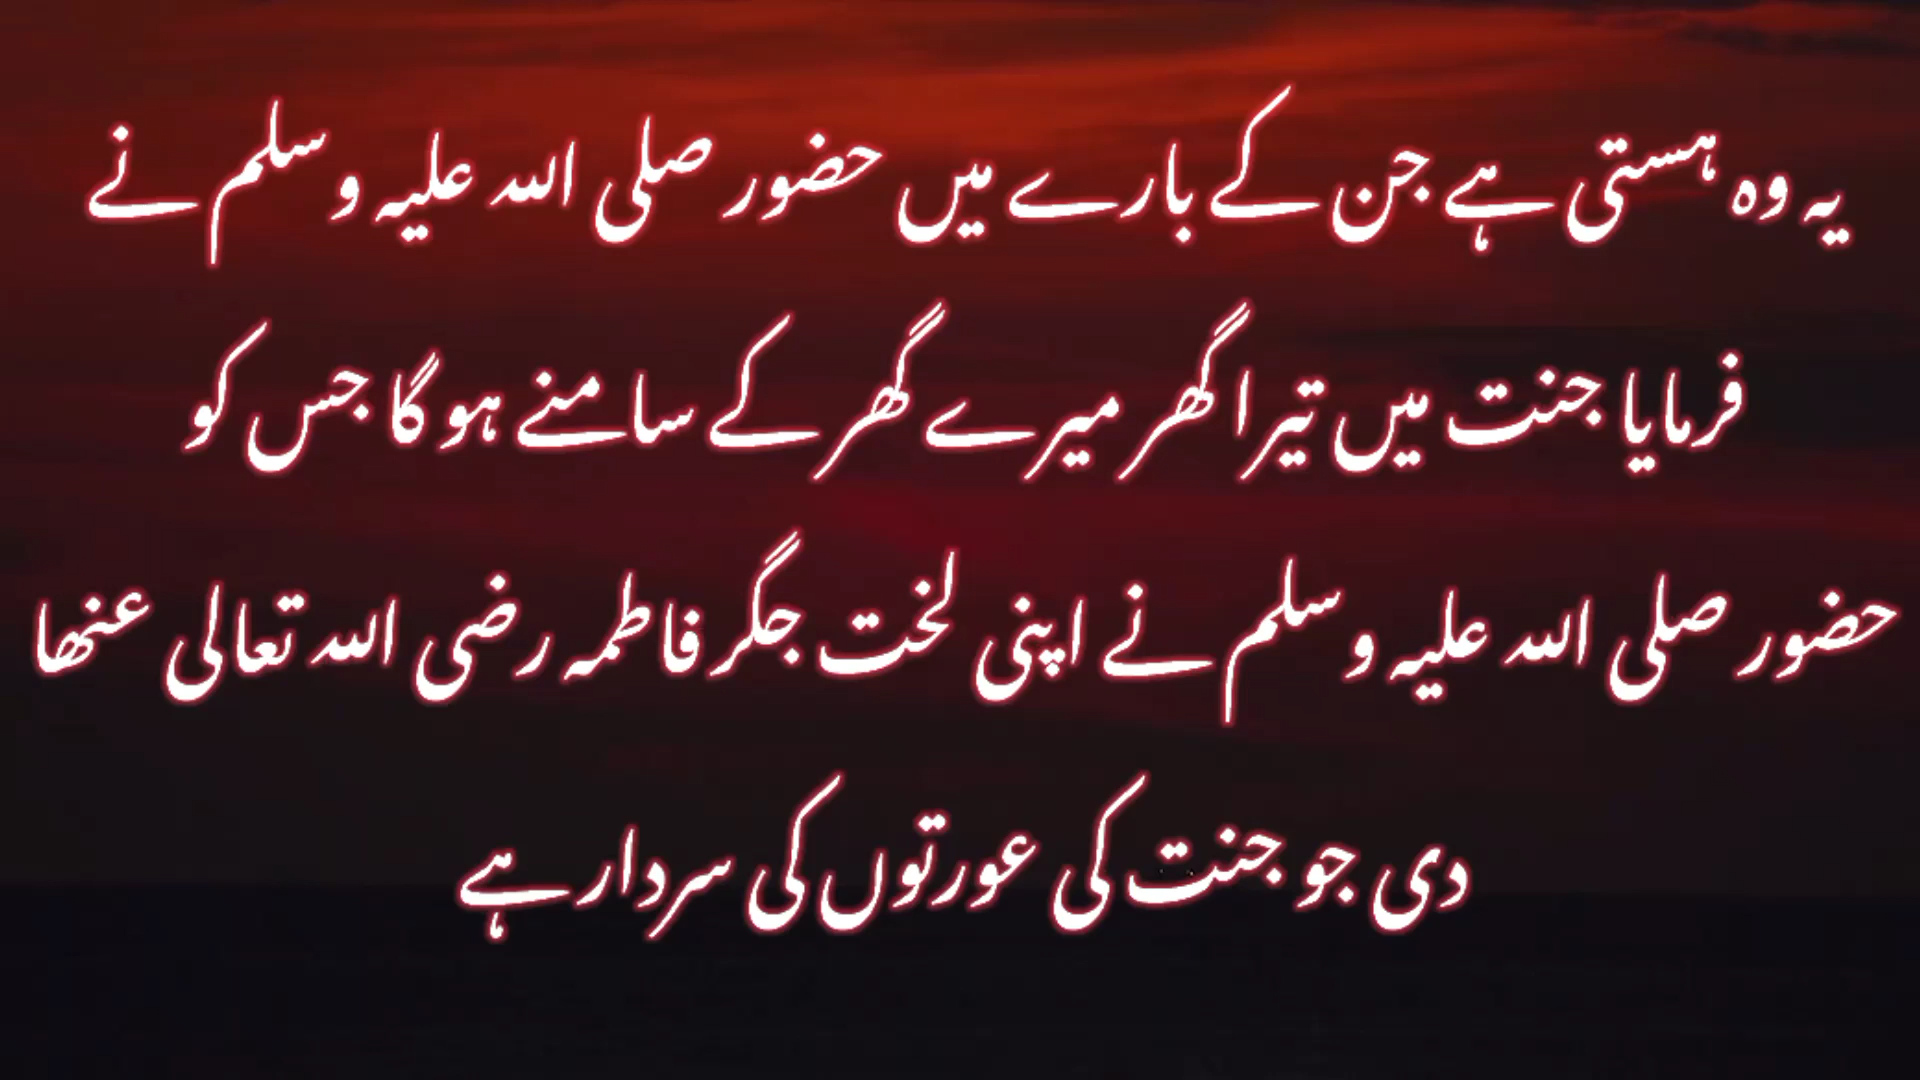 یہ وہ ہستی ہے جن کے بارے میں حضور صلی اللہ علیہ وسلم نے
فرمایا جنت میں تیرا گھر میرے گھر کے سامنے ہو گا جس کو
حضور صلی اللہ علیہ وسلم نے اپنی لخت جگر فاطمہ رضی اللہ تعالی عنھا
دی جو جنت کی عورتوں کی سردار ہے